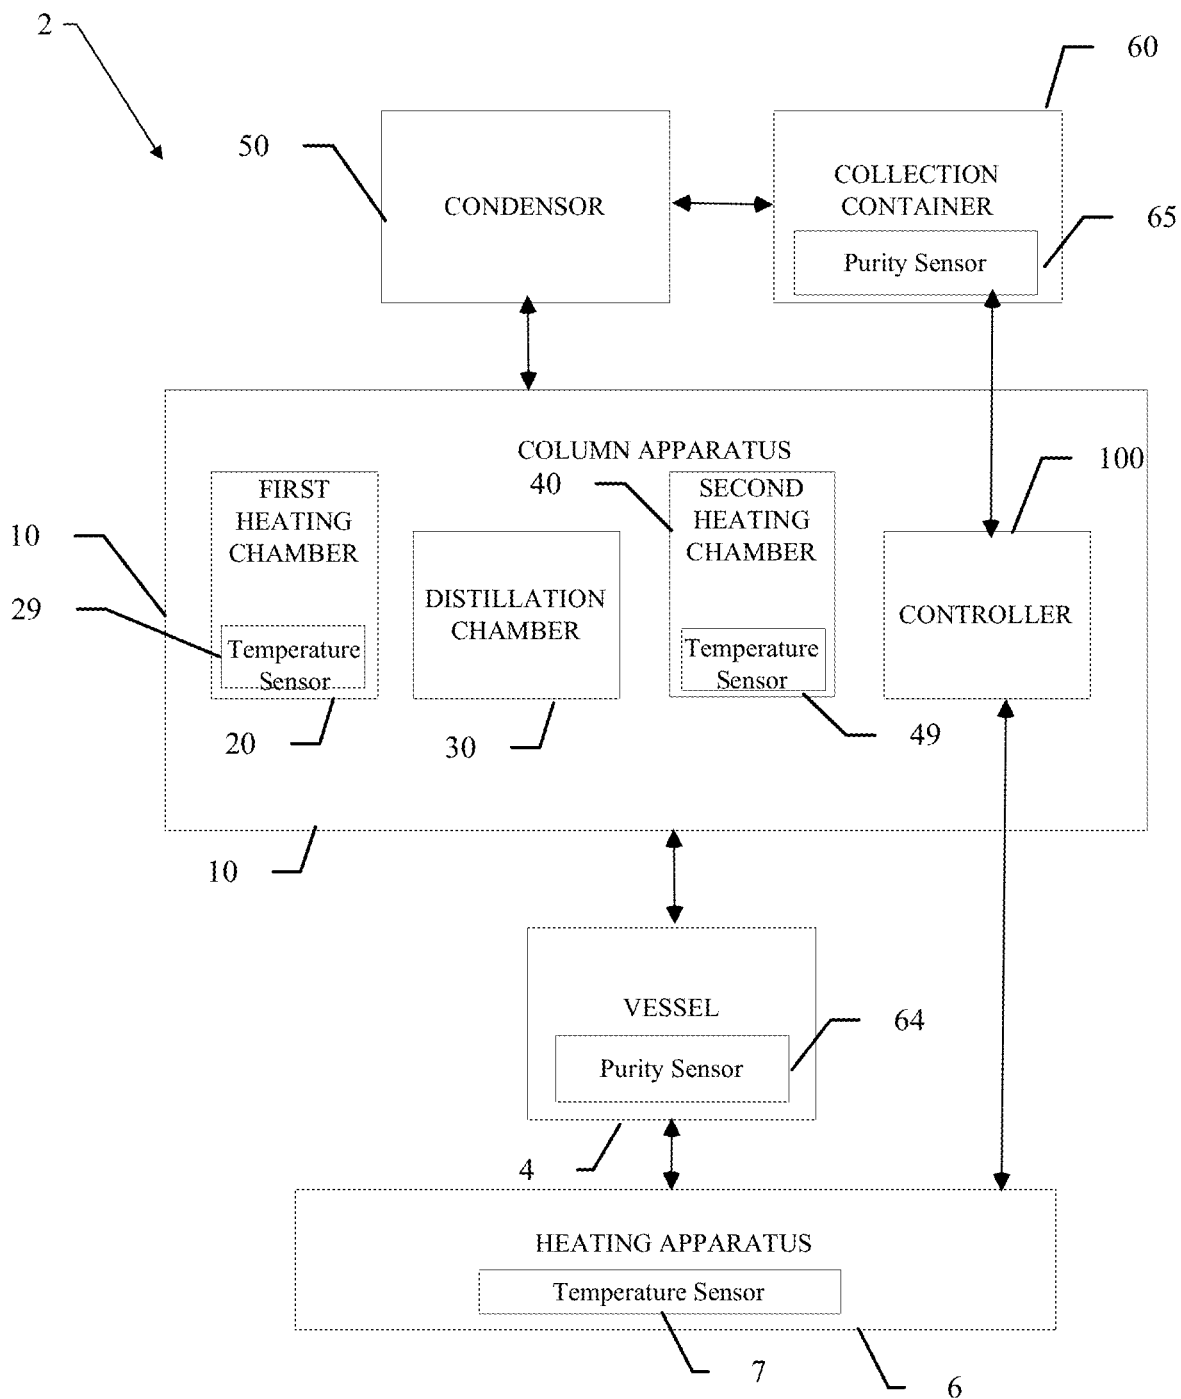 2
60
50
CONDENSOR
COLLECTION
CONTAINER
65
Purity Sensor
COLUMN APPARATUS
100
FIRST
HEATING
CHAMBER
40
SECOND
HEATING
CHAMBER
10
DISTILLATION
CHAMBER
CONTROLLER
29
Temperature
Sensor
Temperature
Sensor
20
30
49
10
VESSEL
64
Purity Sensor
4
HEATING APPARATUS
Temperature Sensor
7
6